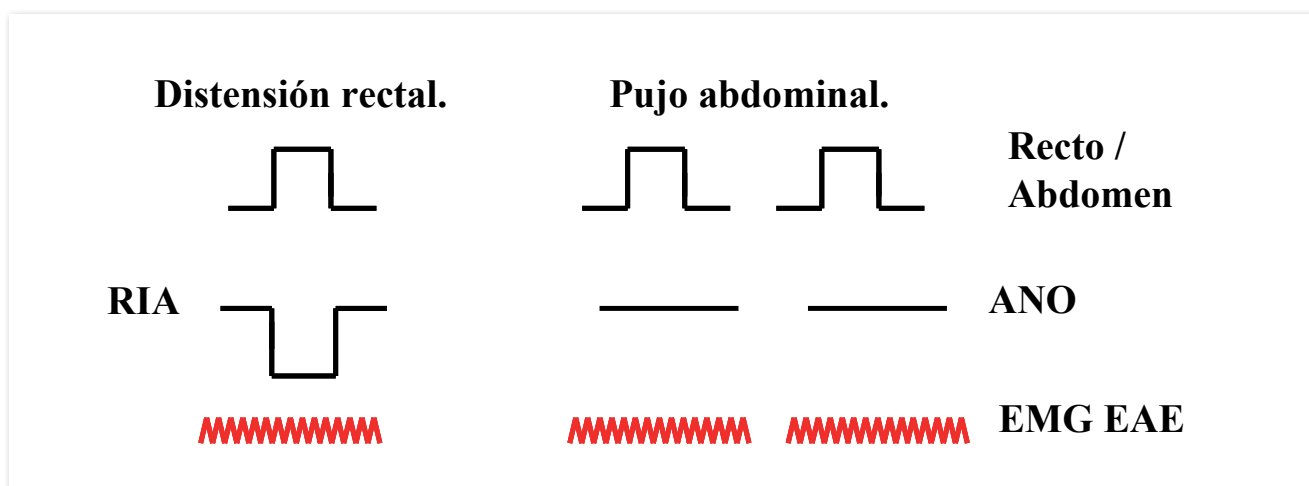 Distensión rectal.
Pujo abdominal.
Recto /
Abdomen
RIA
ANO
EMG EAE